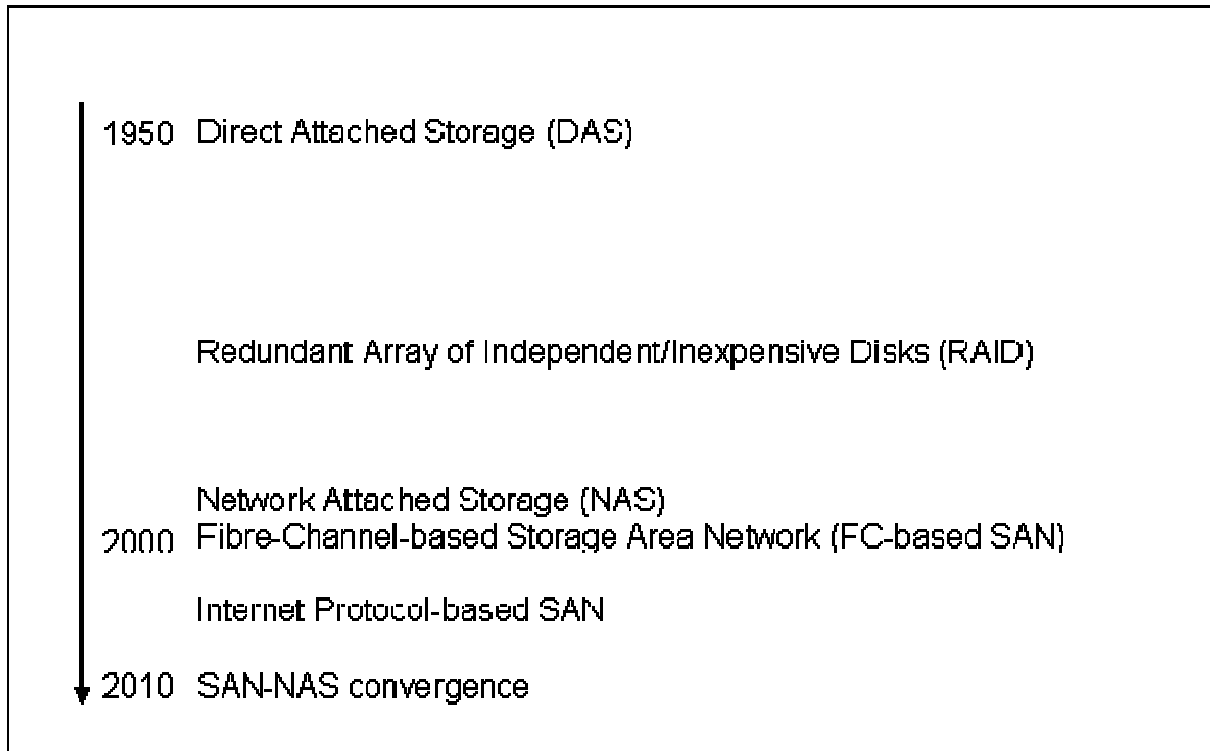 1950 Direct Attached Storage (DAS)
Redundant Array of Independent/Inexpensive Disks (RAID)
Network Attached Storage (NAS)
2000 Fibre-Channel-based Storage Area Network (FC-based SAN)
Internet Protocol-based SAN
2010 SAN-NAS convergence